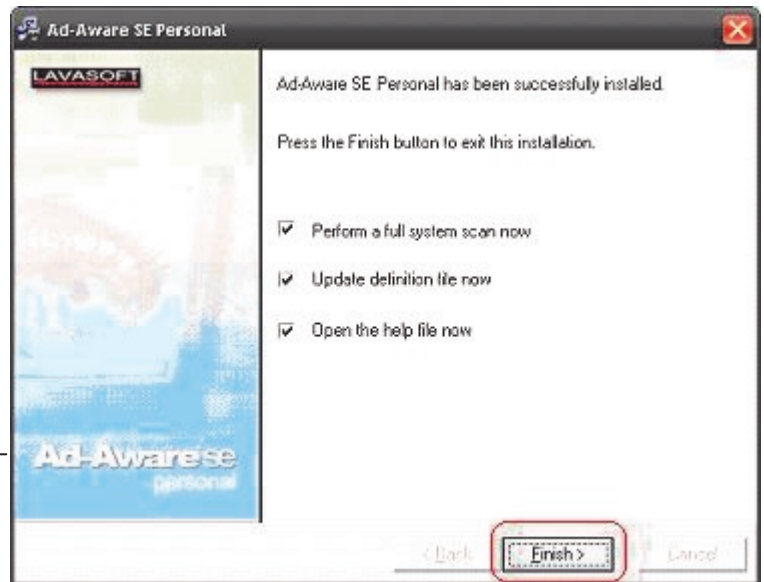 Ad-Aware SE Personal
LAVASOFT
Ad-Aware SE Personal has been successfully installed.
Press the Finish button to exit this installation.
Perform a full system scan now
Update definition file now
Open the help file now
Ad-Aware se
personal
< Back
Finish >
Cancel